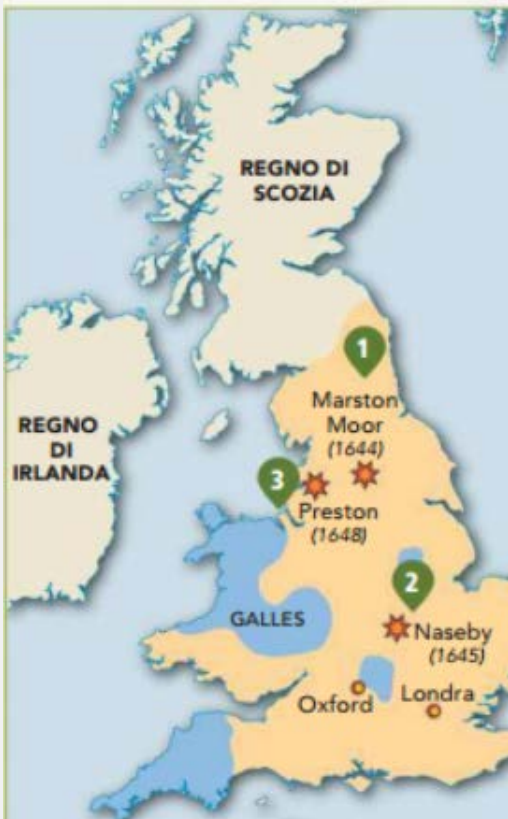 REGNO DI
SCOZIA
1
Marston
Moor
(1644)
REGNO
DI
IRLANDA
3
Preston
(1648)
2
GALLES
Naseby
(1645)
Oxford
Londra